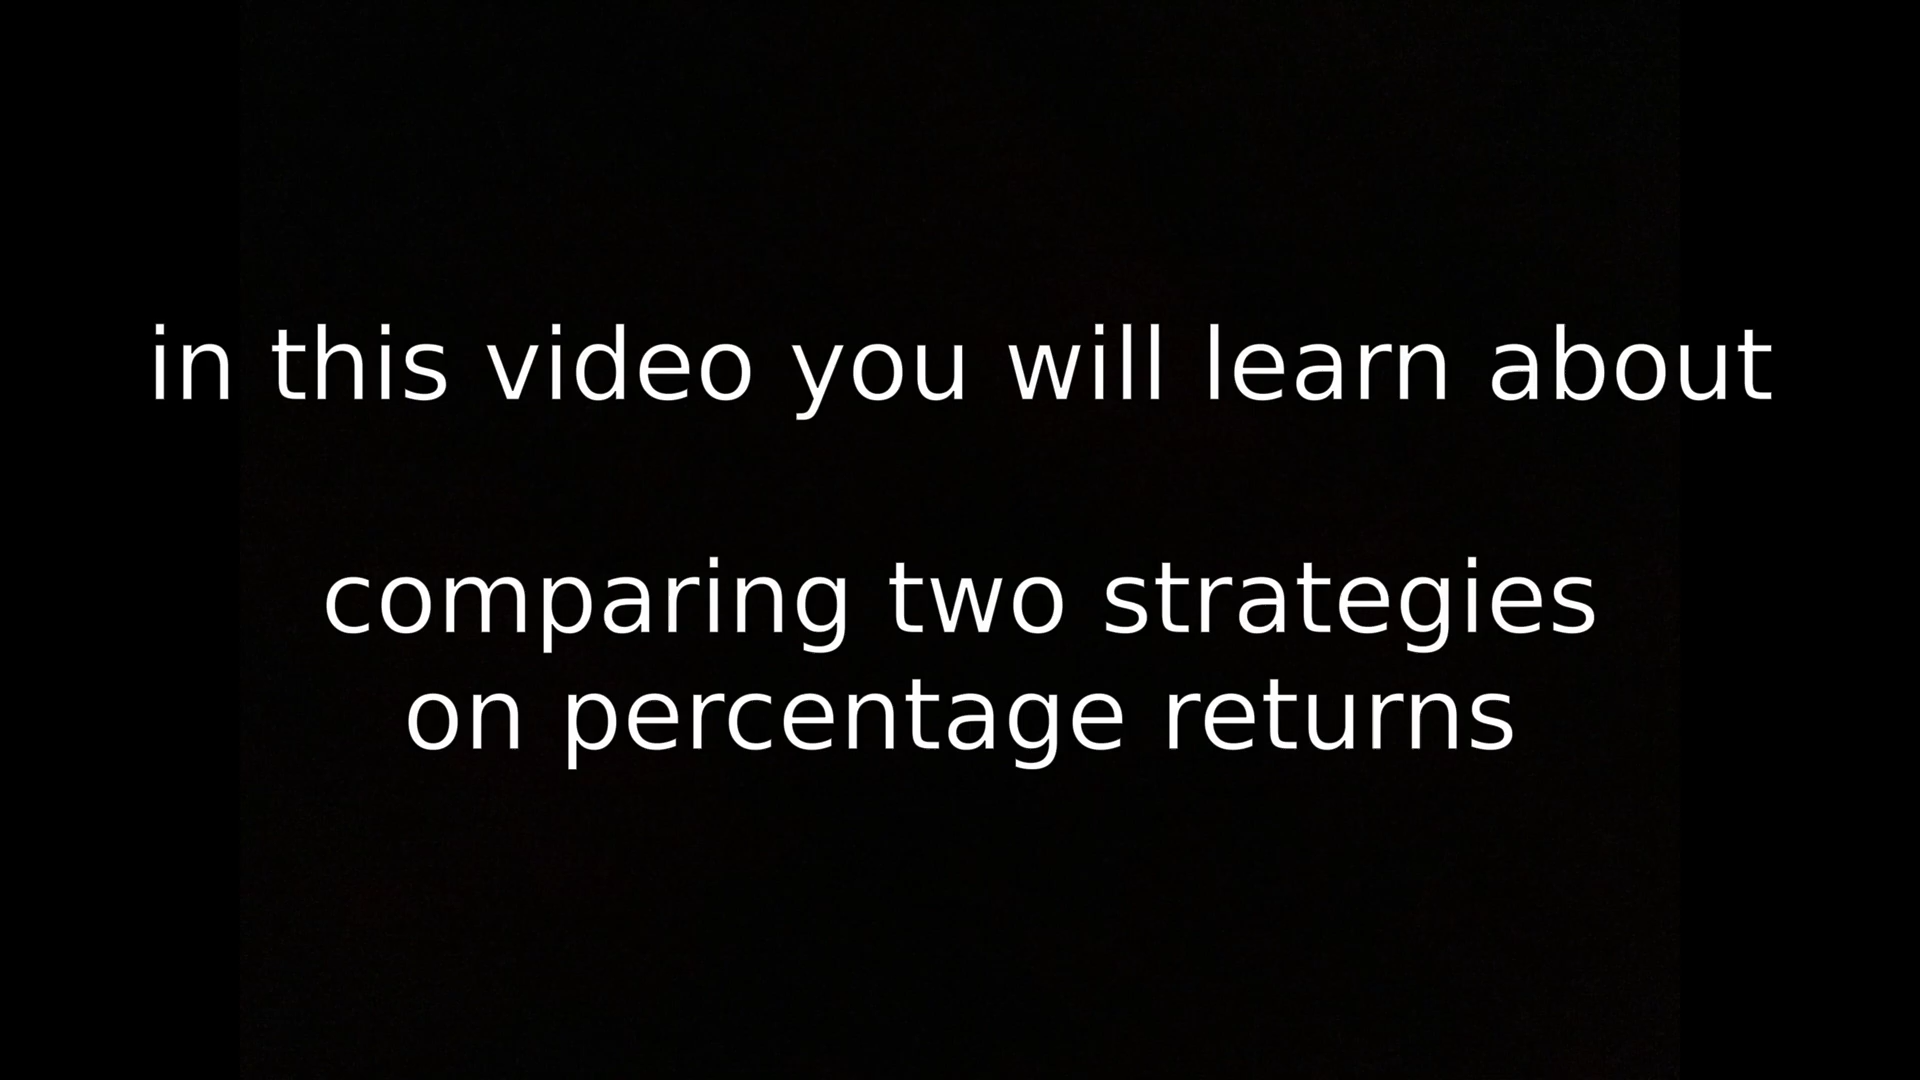 in this video you will learn about
comparing two strategies
on percentage returns